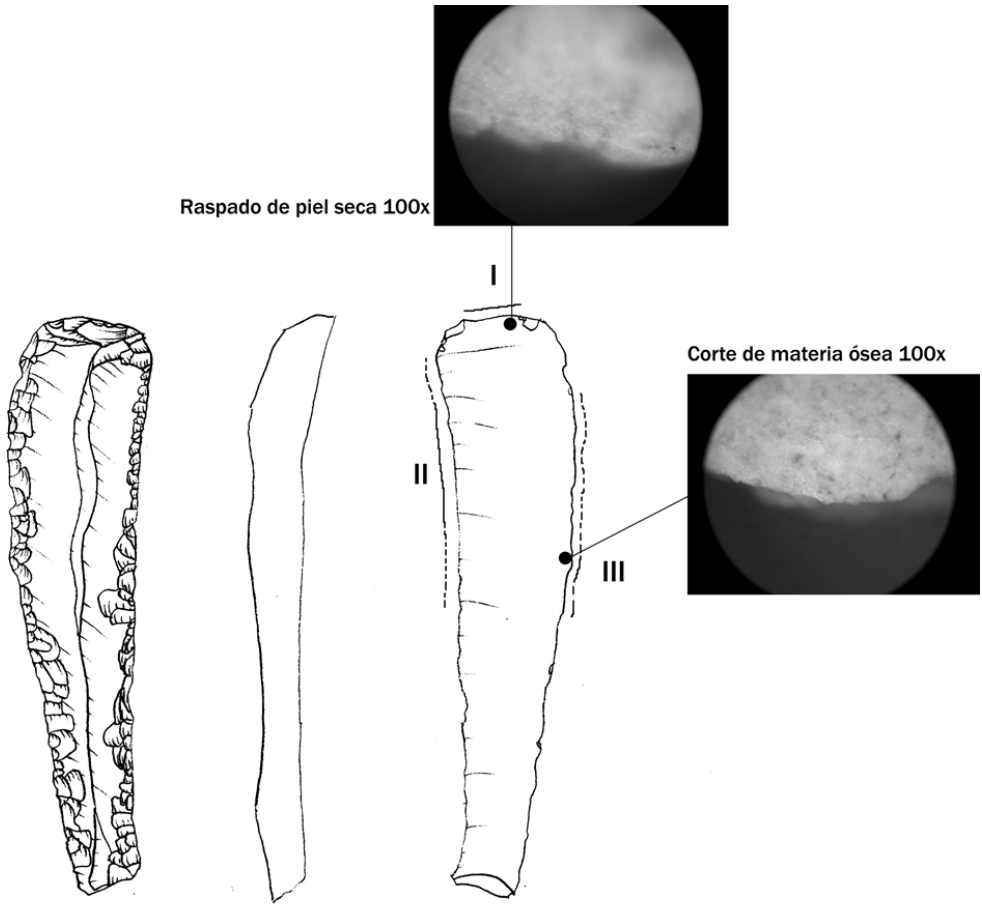 Raspado de piel seca 100x
I
Corte de materia ósea 100x
II
III